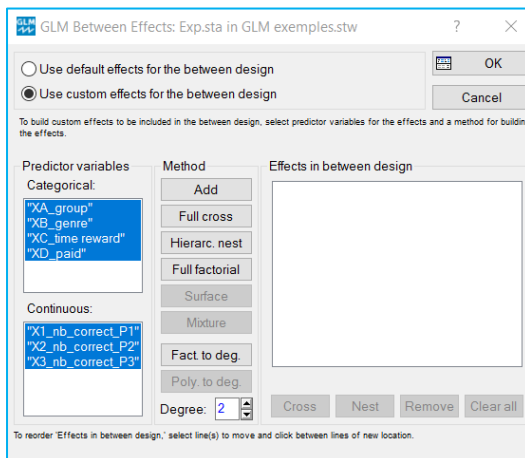 GLM Between Effects: Exp.sta in GLM exemples.stw ? ×
Use default effects for the between design
Use custom effects for the between design
OK
Cancel
To build custom effects to be included in the between design, select predictor variables for the effects and a method for building
the effects.
Predictor variables
Categorical:
"XA_group"
"XB_genre"
"XC_time reward"
"XD_paid"
Continuous:
"X1_nb_correct_P1"
"X2_nb_correct_P2"
"X3_nb_correct_P3"
Method
Add
Full cross
Hierarc. nest
Full factorial
Surface
Mixture
Fact. to deg.
Poly. to deg.
Degree: 2
Effects in between design
Cross Nest Remove Clear all
To reorder 'Effects in between design,' select line(s) to move and click between lines of new location.